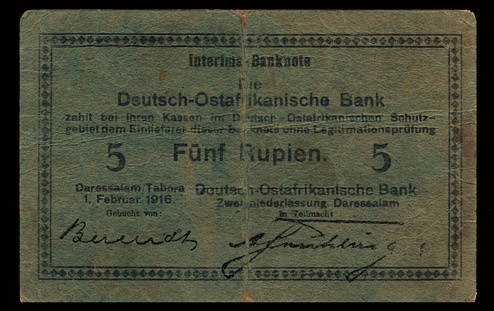 Interims-Banknote
Die
Deutsch-Ostafrikanische Bank
zahlt bei ihren Kassen im Deutsch-Ostafrikanischen Schutz-
gebiet dem Einlieferer dieser Banknote ohne Legitimationsprüfung
5 Fünf Rupien. 5
Daressalam/Tabora
1. Februar 1916.
Gebucht von:
Deutsch-Ostafrikanische Bank
Zweigniederlassung Daressalam
In Vollmacht
Berendt